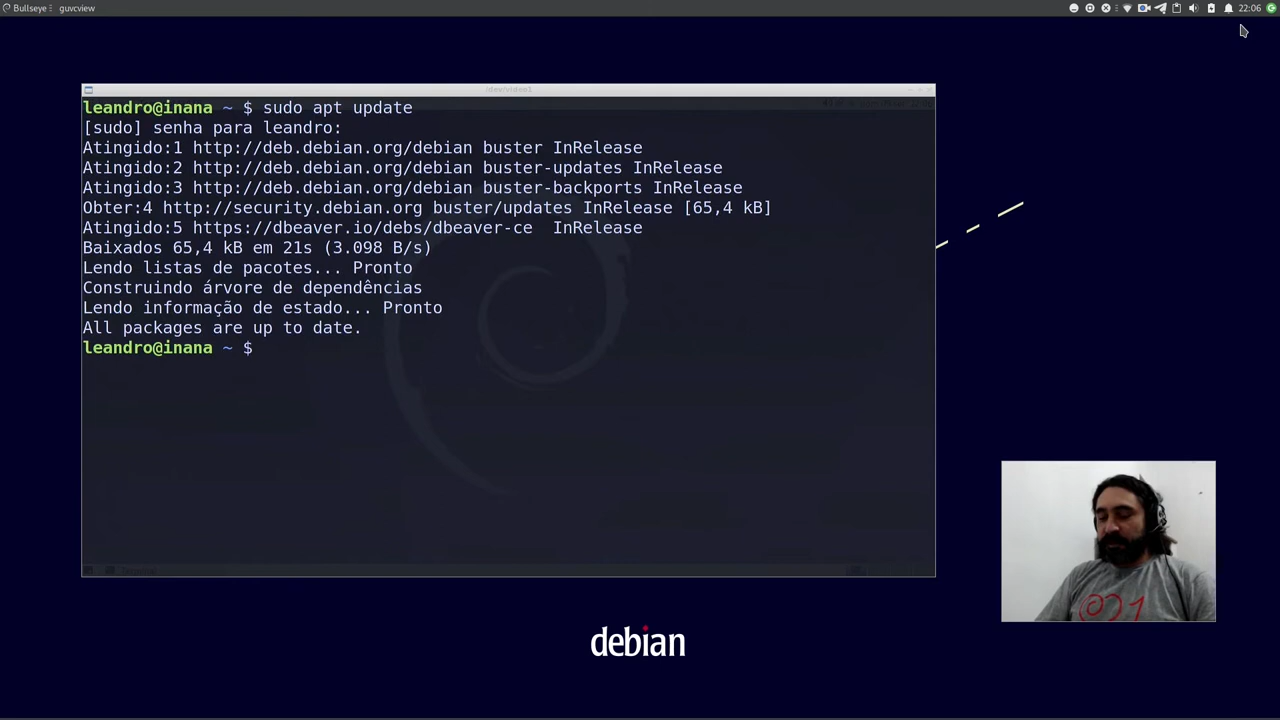 Bullseye guvcview 22:06
/dev/video1
leandro@inana ~ $ sudo apt update
[sudo] senha para leandro:
Atingido:1 http://deb.debian.org/debian buster InRelease
Atingido:2 http://deb.debian.org/debian buster-updates InRelease
Atingido:3 http://deb.debian.org/debian buster-backports InRelease
Obter:4 http://security.debian.org buster/updates InRelease [65,4 kB]
Atingido:5 https://dbeaver.io/debs/dbeaver-ce  InRelease
Baixados 65,4 kB em 21s (3.098 B/s)
Lendo listas de pacotes... Pronto
Construindo árvore de dependências
Lendo informação de estado... Pronto
All packages are up to date.
leandro@inana ~ $
debian